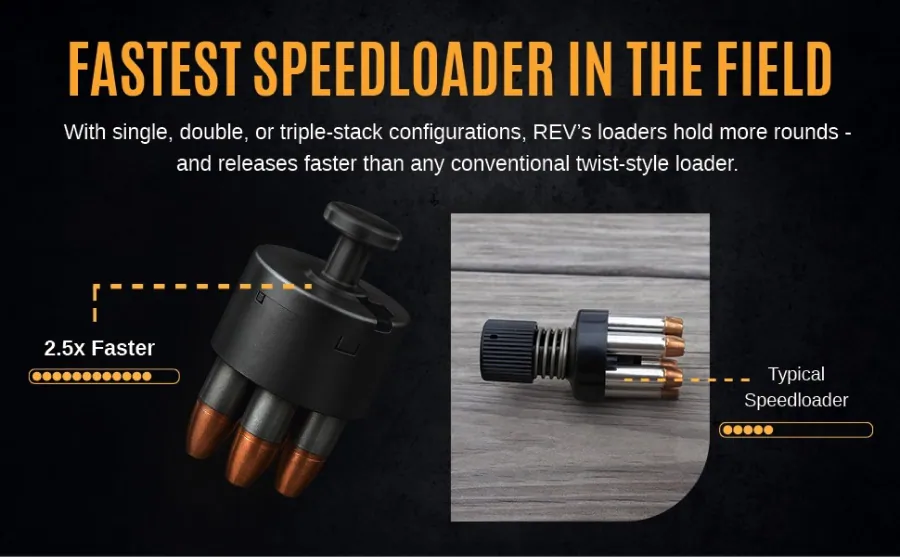 FASTEST SPEEDLOADER IN THE FIELD
With single, double, or triple-stack configurations, REV’s loaders hold more rounds -
and releases faster than any conventional twist-style loader.
2.5x Faster
Typical
Speedloader